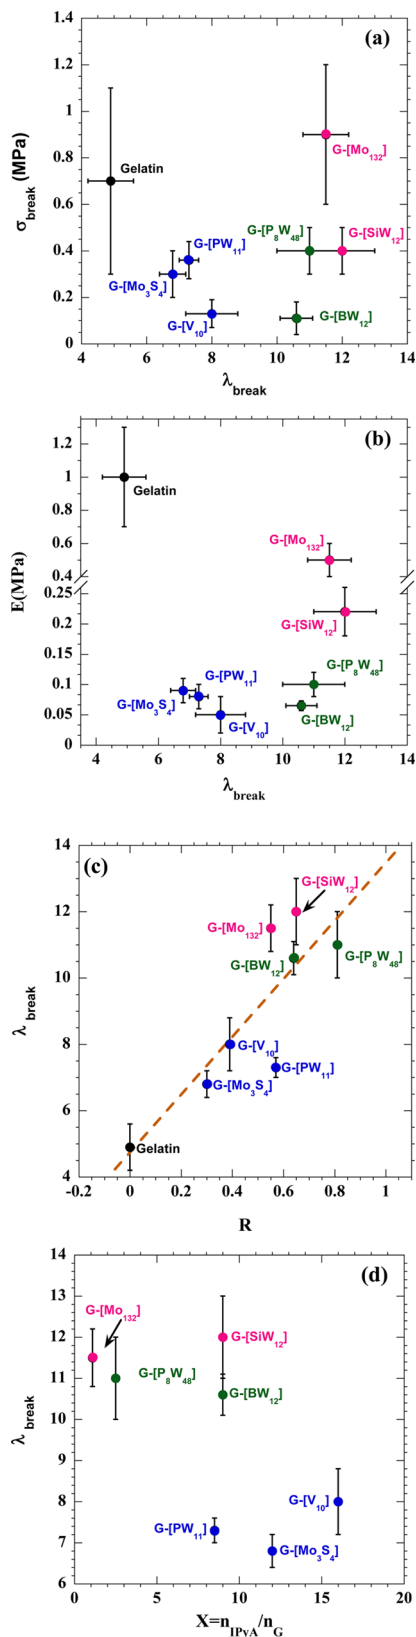 (a)
1.4
1.2
1
0.8
0.6
0.4
0.2
0
σbreak (MPa)
G-[Mo132]
Gelatin
G-[P8W48]
G-[SiW12]
G-[PW11]
G-[Mo3S4]
G-[V10]
G-[BW12]
4 6 8 10 12 14
λbreak
(b)
1.2
1
0.8
0.6
0.4
0.25
0.2
0.15
0.1
0.05
0
E(MPa)
Gelatin
G-[Mo132]
G-[SiW12]
G-[PW11]
G-[P8W48]
G-[Mo3S4]
G-[V10]
G-[BW12]
4 6 8 10 12 14
λbreak
(c)
14
12
10
8
6
4
λ break
G-[SiW12]
G-[Mo132]
G-[BW12]
G-[P8W48]
G-[V10]
G-[PW11]
G-[Mo3S4]
Gelatin
-0.2 0 0.2 0.4 0.6 0.8 1
R
(d)
14
13
12
11
10
9
8
7
6
λ break
G-[Mo132]
G-[SiW12]
G-[P8W48]
G-[BW12]
G-[V10]
G-[PW11]
G-[Mo3S4]
0 5 10 15 20
X=nIPyA/nG